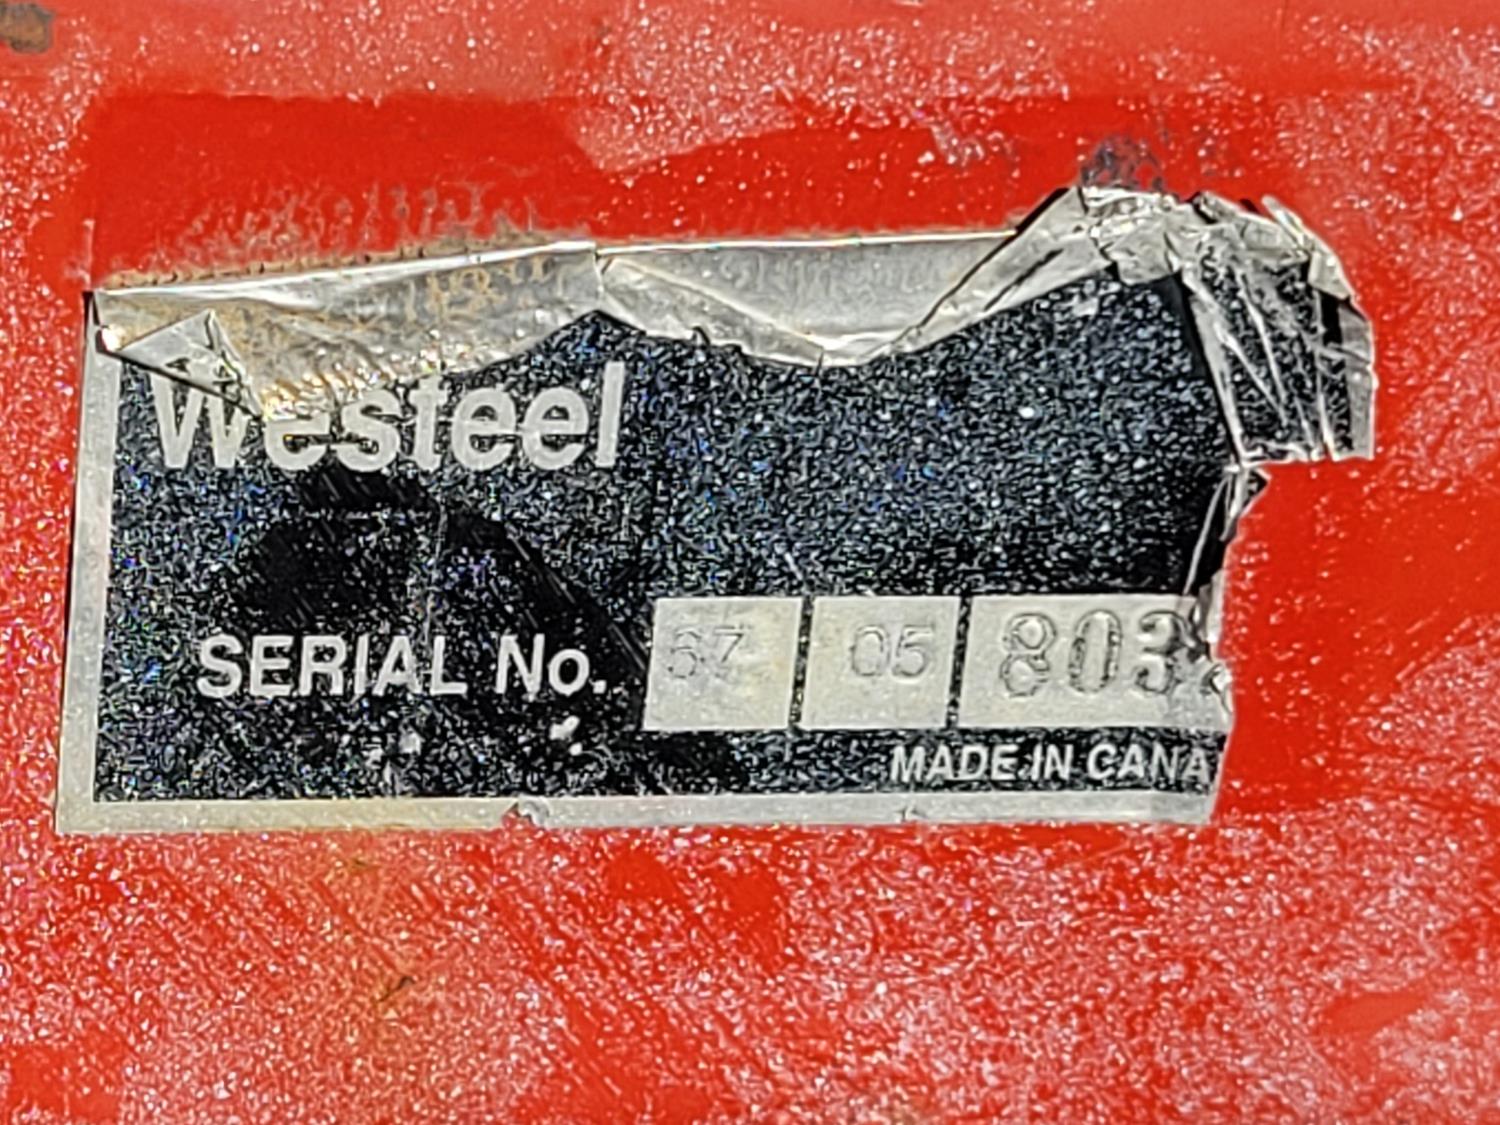 Westeel
SERIAL No. 67 05 803
MADE IN CANA